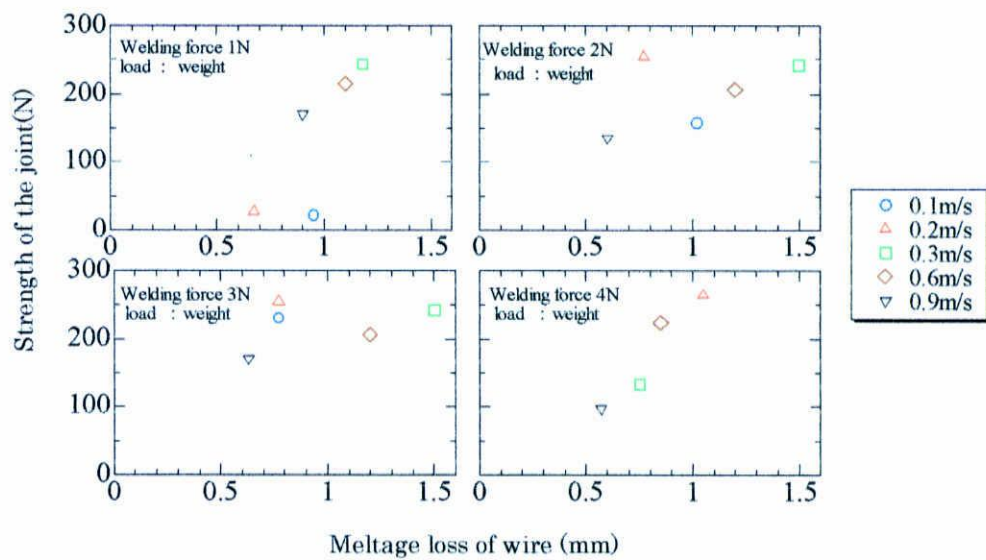 Strength of the joint(N)
300
200
100
0
Welding force 1N
load : weight
0
0.5
1
1.5
Welding force 2N
load : weight
0
0.5
1
1.5
300
200
100
0
Welding force 3N
load : weight
0
0.5
1
1.5
Welding force 4N
load : weight
0
0.5
1
1.5
Meltage loss of wire (mm)
0.1m/s
0.2m/s
0.3m/s
0.6m/s
0.9m/s